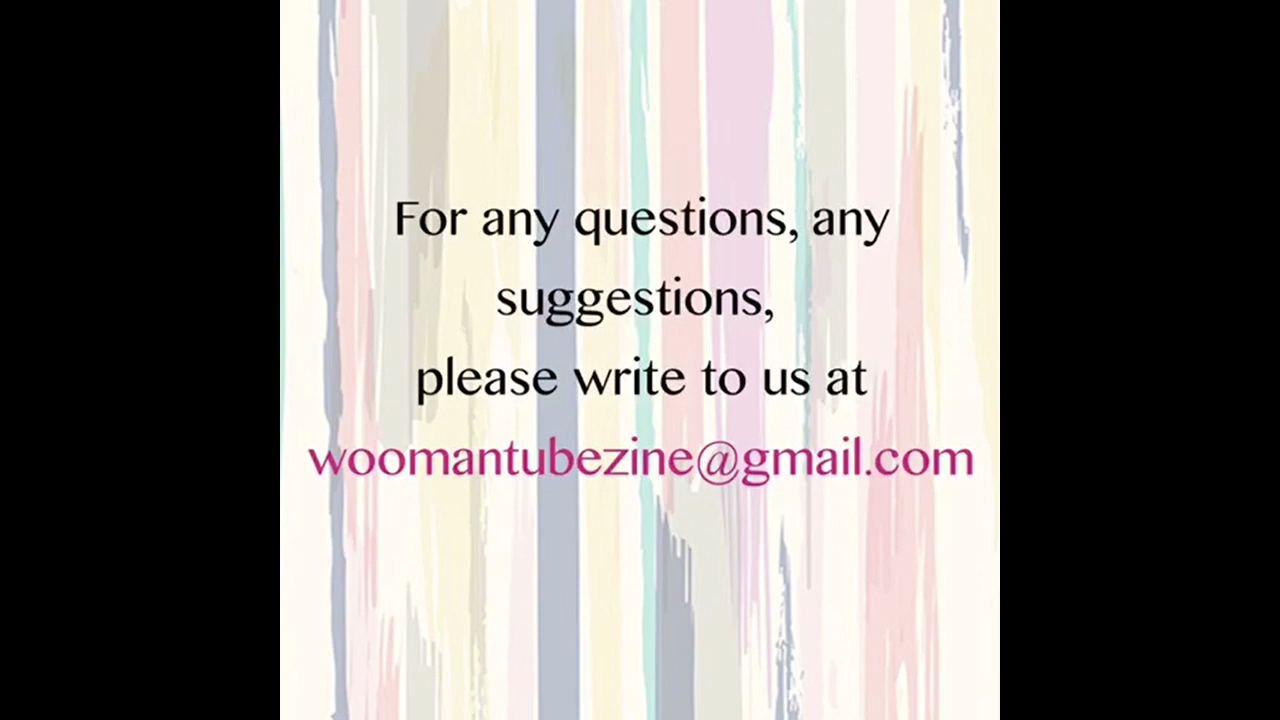 For any questions, any
suggestions,
please write to us at
woomantubezine@gmail.com